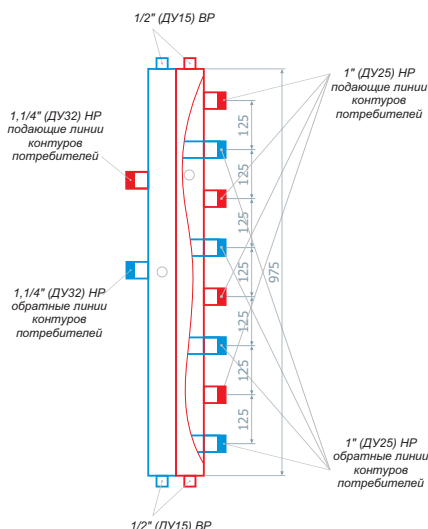 1/2" (ДУ15) ВР
1" (ДУ25) НР
подающие линии
контуров
потребителей
1,1/4" (ДУ32) НР
подающие линии
контуров
потребителей
125
125
125
125
125
125
125
975
1,1/4" (ДУ32) НР
обратные линии
контуров
потребителей
1" (ДУ25) НР
обратные линии
контуров
потребителей
1/2" (ДУ15) ВР